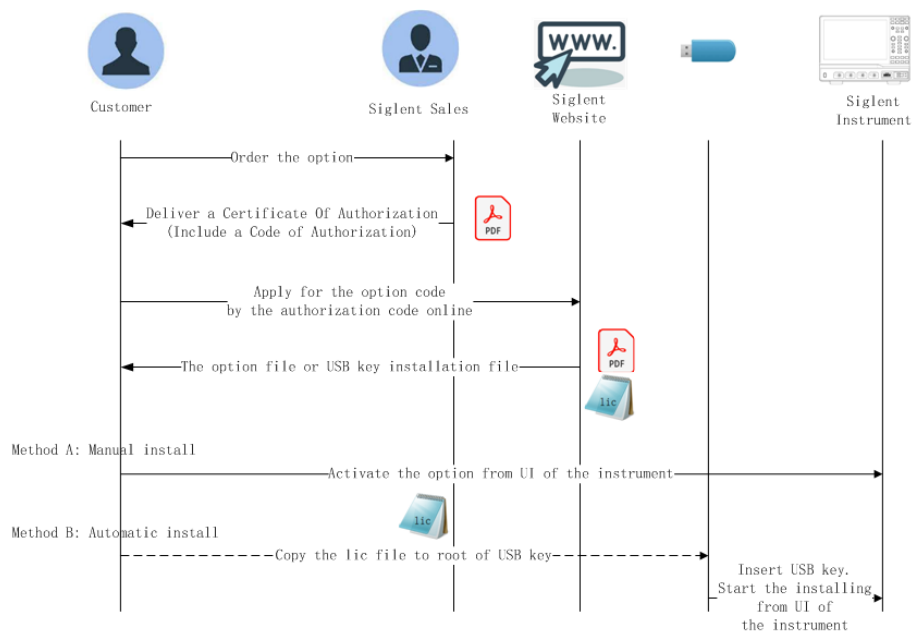 WWW.
Customer
Siglent Sales
Siglent
Website
Siglent
Instrument
Order the option
Deliver a Certificate Of Authorization
(Include a Code of Authorization)
PDF
Apply for the option code
by the authorization code online
PDF
The option file or USB key installation file
lic
Method A: Manual install
Activate the option from UI of the instrument
lic
Method B: Automatic install
Copy the lic file to root of USB key
Insert USB key.
Start the installing
from UI of
the instrument